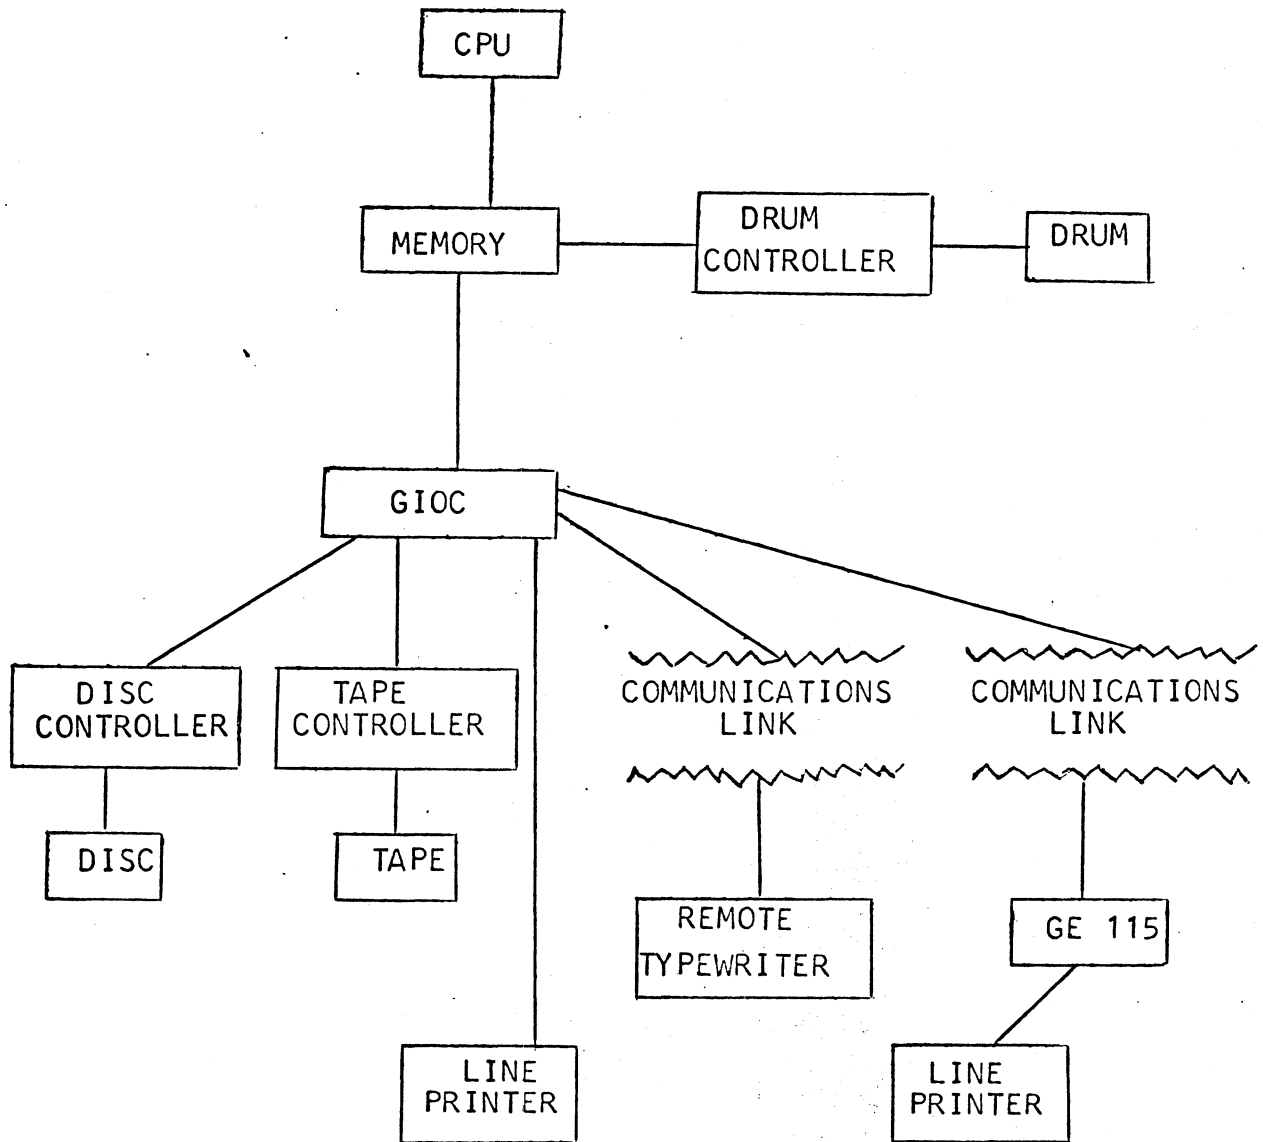 CPU
MEMORY
DRUM
CONTROLLER
DRUM
GIOC
DISC
CONTROLLER
TAPE
CONTROLLER
COMMUNICATIONS
LINK
COMMUNICATIONS
LINK
DISC
TAPE
REMOTE
TYPEWRITER
GE 115
LINE
PRINTER
LINE
PRINTER